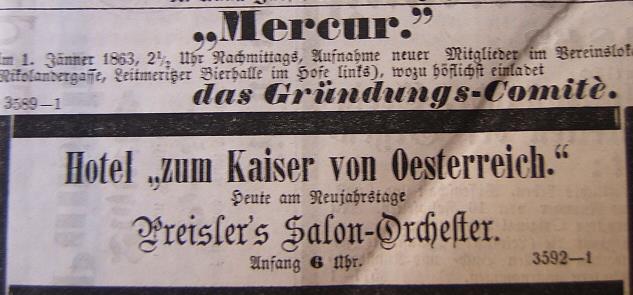 „Mercur.”
Am 1. Jänner 1863, 2½ Uhr Nachmittags, Aufnahme neuer Mitglieder im
Nikolandergasse, Leitmeritzer Bierhalle im Hofe links), wozu höflichst einladet
3589—1 das Gründungs-Comitè.
Hotel „zum Kaiser von Oesterreich.“
Heute am Neujahrstage
Preisler's Salon-Orchester.
Anfang 6 Uhr. 3592—1